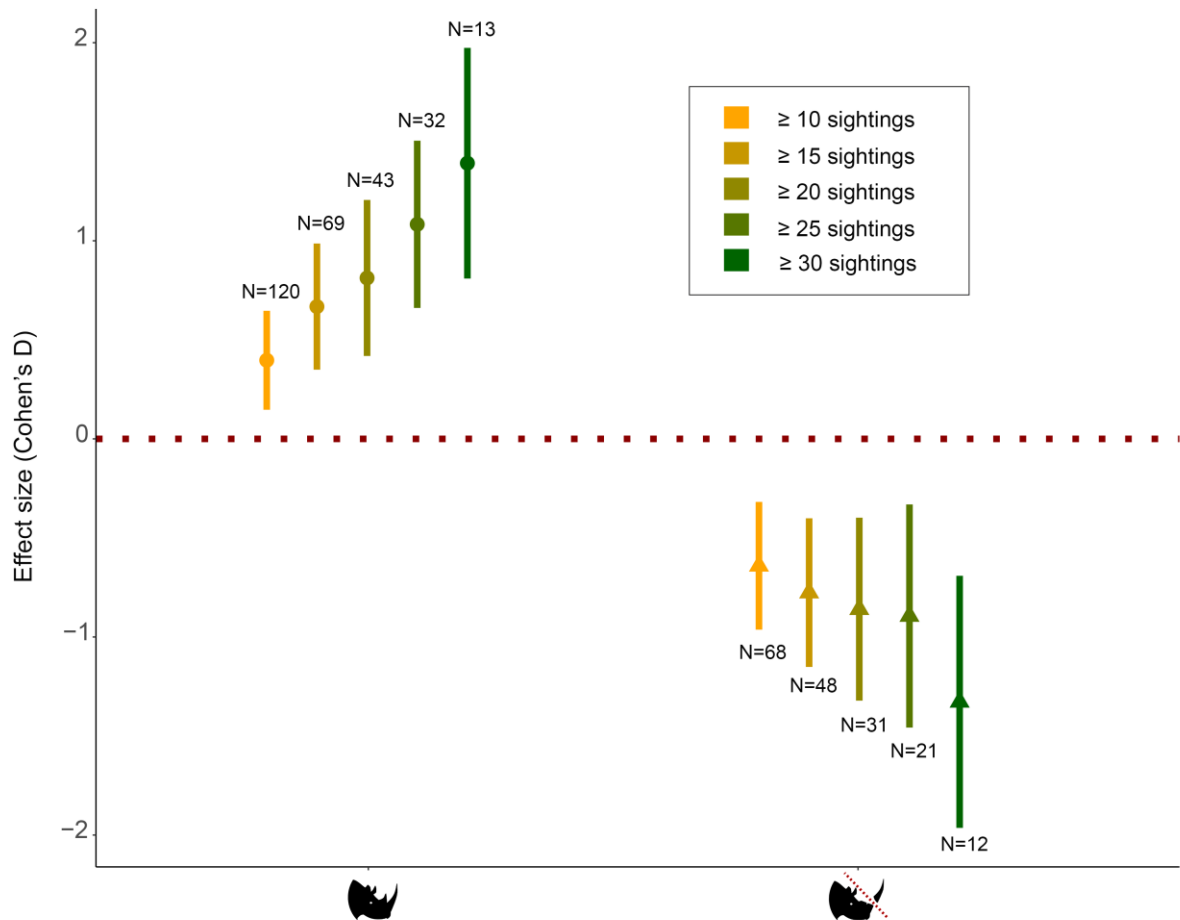 N=13
2
N=32
N=43
N=69
N=120
≥ 10 sightings
≥ 15 sightings
≥ 20 sightings
≥ 25 sightings
≥ 30 sightings
1
Effect size (Cohen's D)
0
−1
N=68
N=48
N=31
N=21
−2
N=12